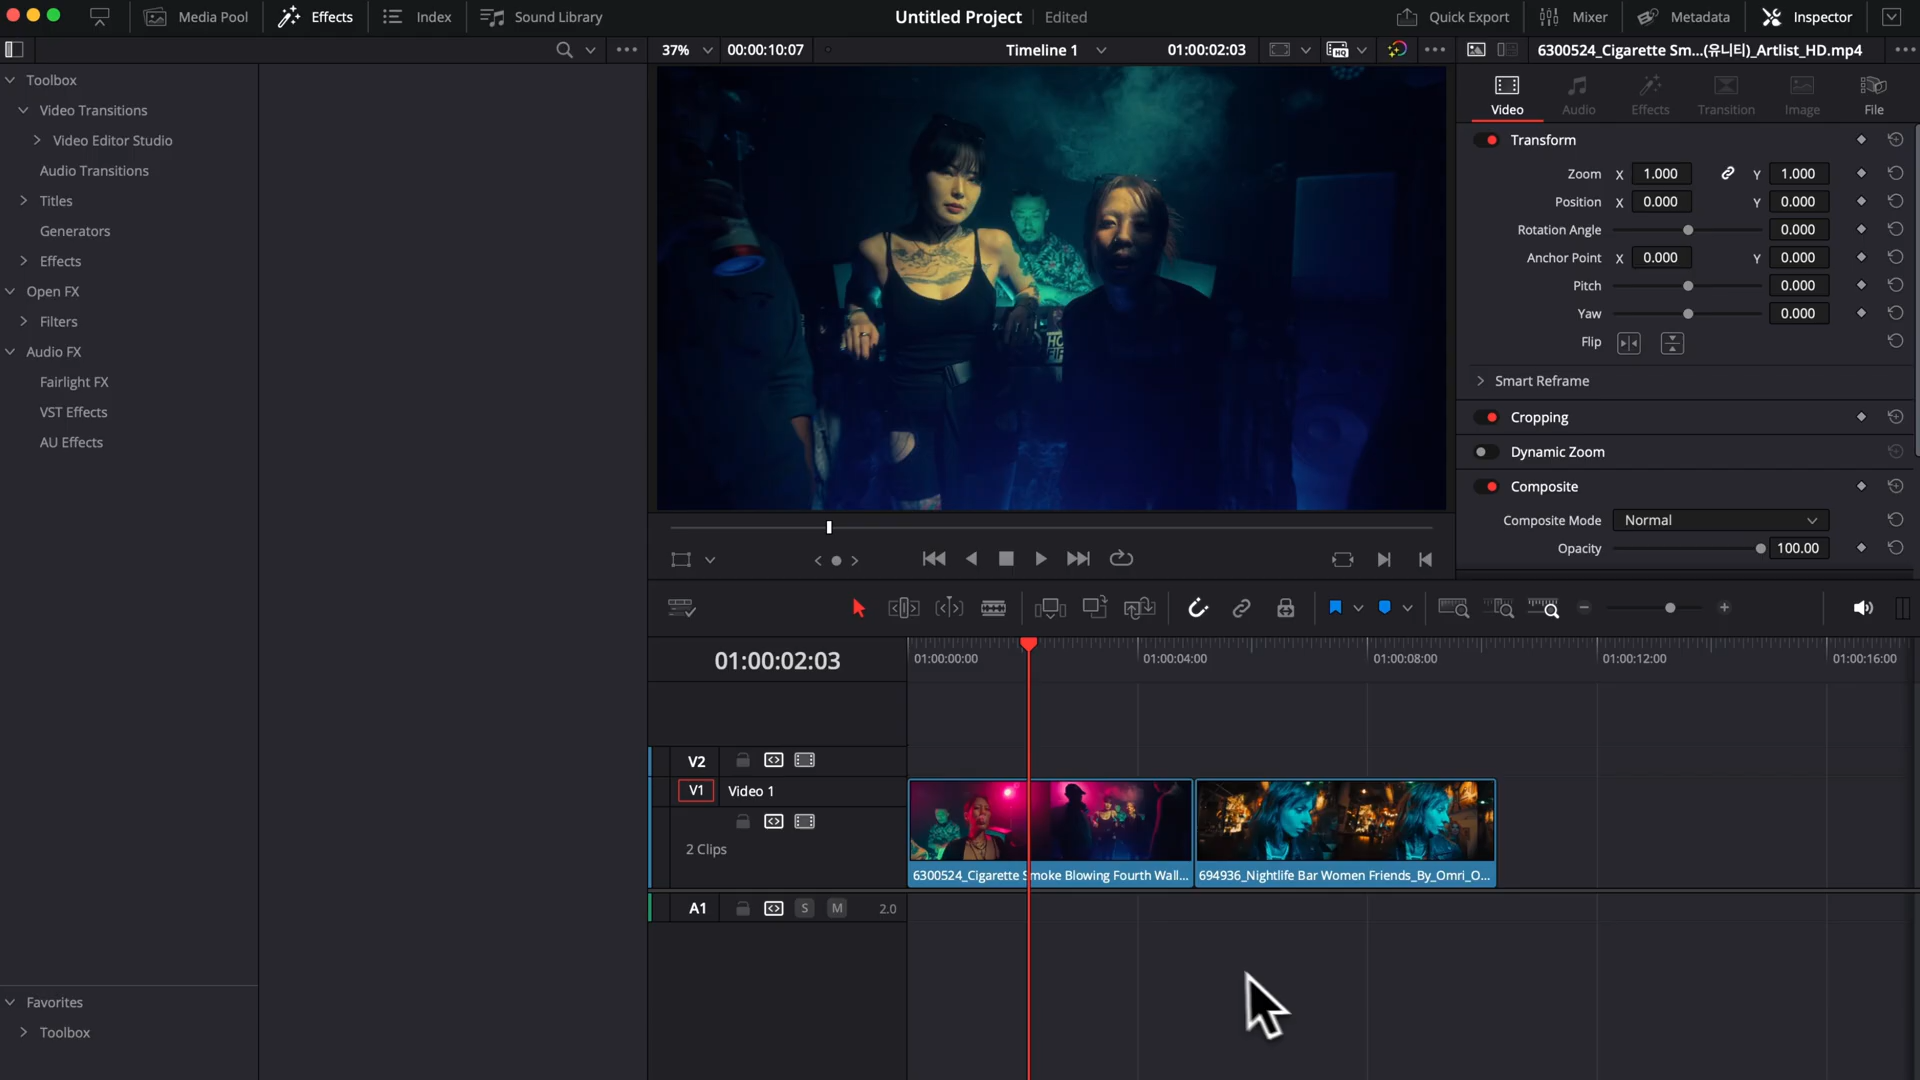 Media Pool
Effects
Index
Sound Library
Untitled Project
Edited
Quick Export
Mixer
Metadata
Inspector
37%
00:00:10:07
Timeline 1
01:00:02:03
HQ
6300524_Cigarette Sm...(유니티)_Artlist_HD.mp4
Toolbox
Video Transitions
Video Editor Studio
Audio Transitions
Titles
Generators
Effects
Open FX
Filters
Audio FX
Fairlight FX
VST Effects
AU Effects
Favorites
Toolbox
Video
Audio
Effects
Transition
Image
File
Transform
Zoom X 1.000 Y 1.000
Position X 0.000 Y 0.000
Rotation Angle 0.000
Anchor Point X 0.000 Y 0.000
Pitch 0.000
Yaw 0.000
Flip
Smart Reframe
Cropping
Dynamic Zoom
Composite
Composite Mode Normal
Opacity 100.00
01:00:02:03
01:00:00:00
01:00:04:00
01:00:08:00
01:00:12:00
01:00:16:00
V2
V1 Video 1
2 Clips
6300524_Cigarette Smoke Blowing Fourth Wall...
694936_Nightlife Bar Women Friends_By_Omri_O...
A1 S M 2.0